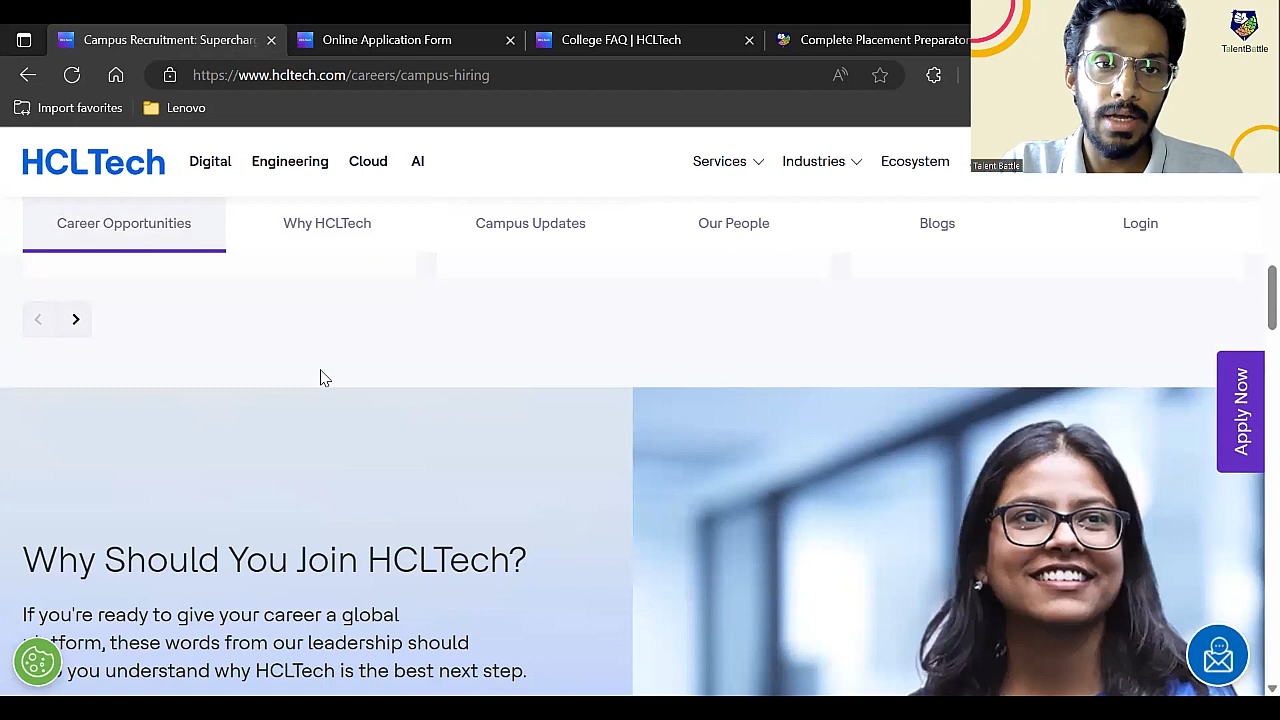 Campus Recruitment: Supercharg
Online Application Form
College FAQ | HCLTech
Complete Placement Preparator
TalentBattle
https://www.hcltech.com/careers/campus-hiring
Import favorites
Lenovo
Talent Battle
HCLTech
Digital
Engineering
Cloud
AI
Services
Industries
Ecosystem
Career Opportunities
Why HCLTech
Campus Updates
Our People
Blogs
Login
Apply Now
Why Should You Join HCLTech?
If you're ready to give your career a global
tform, these words from our leadership should
you understand why HCLTech is the best next step.